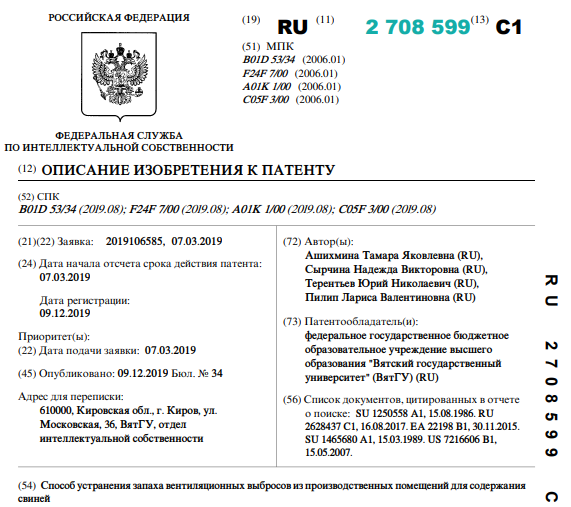 РОССИЙСКАЯ ФЕДЕРАЦИЯ
ФЕДЕРАЛЬНАЯ СЛУЖБА
ПО ИНТЕЛЛЕКТУАЛЬНОЙ СОБСТВЕННОСТИ
(19) RU (11) 2 708 599 (13) C1
(51) МПК
B01D 53/34 (2006.01)
F24F 7/00 (2006.01)
A01K 1/00 (2006.01)
C05F 3/00 (2006.01)
(12) ОПИСАНИЕ ИЗОБРЕТЕНИЯ К ПАТЕНТУ
(52) СПК
B01D 53/34 (2019.08); F24F 7/00 (2019.08); A01K 1/00 (2019.08); C05F 3/00 (2019.08)
(21)(22) Заявка: 2019106585, 07.03.2019
(24) Дата начала отсчета срока действия патента:
07.03.2019
Дата регистрации:
09.12.2019
Приоритет(ы):
(22) Дата подачи заявки: 07.03.2019
(45) Опубликовано: 09.12.2019 Бюл. № 34
Адрес для переписки:
610000, Кировская обл., г. Киров, ул.
Московская, 36, ВятГУ, отдел
интеллектуальной собственности
(72) Автор(ы):
Ашихмина Тамара Яковлевна (RU),
Сырчина Надежда Викторовна (RU),
Терентьев Юрий Николаевич (RU),
Пилип Лариса Валентиновна (RU)
(73) Патентообладатель(и):
федеральное государственное бюджетное
образовательное учреждение высшего
образования "Вятский государственный
университет" (ВятГУ) (RU)
(56) Список документов, цитированных в отчете
о поиске: SU 1250558 A1, 15.08.1986. RU
2628437 C1, 16.08.2017. EA 22198 B1, 30.11.2015.
SU 1465680 A1, 15.03.1989. US 7216606 B1,
15.05.2007.
(54) Способ устранения запаха вентиляционных выбросов из производственных помещений для содержания
свиней
RU 2708599 C